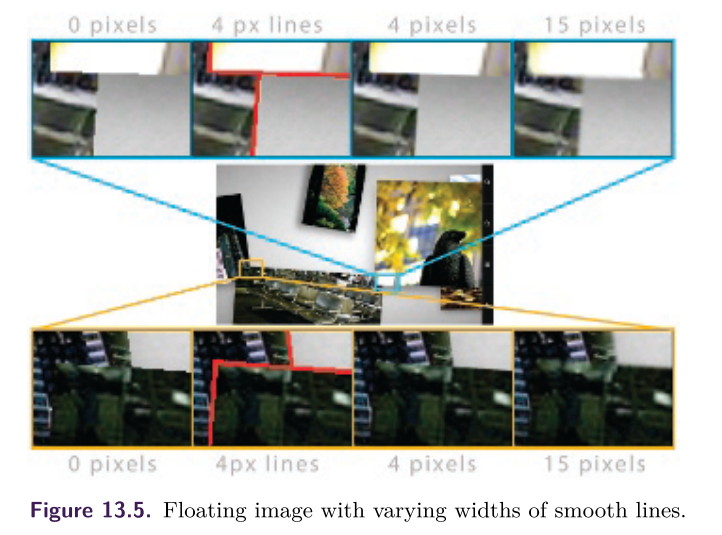 0 pixels 4 px lines 4 pixels 15 pixels
0 pixels 4px lines 4 pixels 15 pixels
Figure 13.5. Floating image with varying widths of smooth lines.